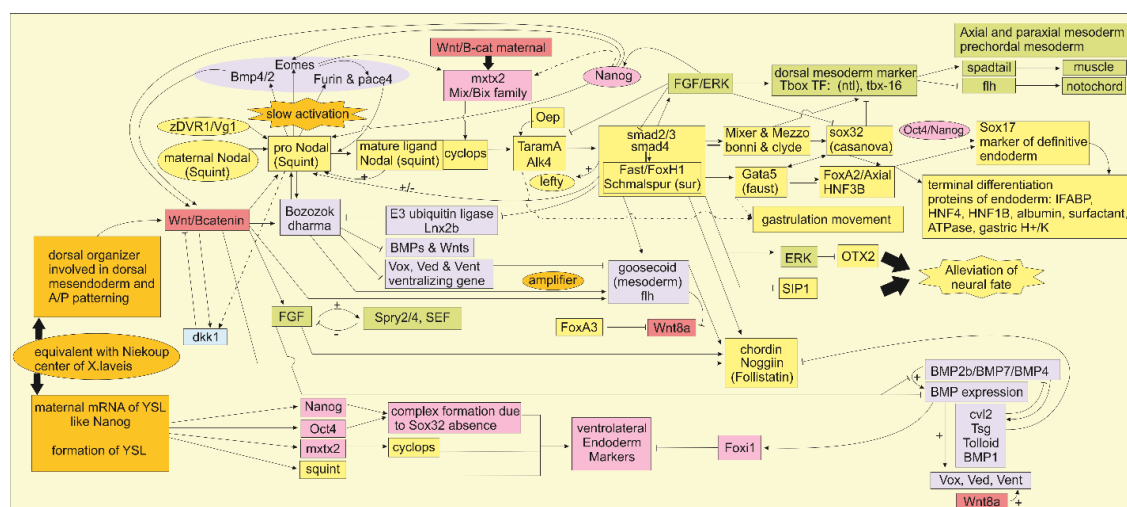 Axial and paraxial mesoderm
prechordal mesoderm
Wnt/B-cat maternal
Eomes
Bmp4/2
Furin & pace4
mxtx2
Mix/Bix family
Nanog
FGF/ERK
dorsal mesoderm marker
Tbox TF: (ntl), tbx-16
spadtail
muscle
flh
notochord
slow activation
zDVR1/Vg1
maternal Nodal
(Squint)
pro Nodal
(Squint)
mature ligand
Nodal (squint)
+
cyclops
Oep
TaramA
Alk4
lefty
+
+/-
smad2/3
smad4
Fast/FoxH1
Schmalspur (sur)
Mixer & Mezzo
bonni & clyde
sox32
(casanova)
Oct4/Nanog
Sox17
marker of definitive
endoderm
Gata5
(faust)
FoxA2/Axial
HNF3B
terminal differentiation
proteins of endoderm: IFABP,
HNF4, HNF1B, albumin, surfactant,
ATPase, gastric H+/K
gastrulation movement
Wnt/Bcatenin
Bozozok
dharma
E3 ubiquitin ligase
Lnx2b
BMPs & Wnts
Vox, Ved & Vent
ventralizing gene
amplifier
goosecoid
(mesoderm)
flh
ERK
OTX2
SIP1
Alleviation of
neural fate
dorsal organizer
involved in dorsal
mesendoderm and
A/P patterning
dkk1
FGF
+
Spry2/4, SEF
FoxA3
Wnt8a
chordin
Noggiin
(Follistatin)
equivalent with Niekoup
center of X.laveis
maternal mRNA of YSL
like Nanog
formation of YSL
Nanog
Oct4
mxtx2
squint
complex formation due
to Sox32 absence
cyclops
ventrolateral
Endoderm
Markers
Foxi1
BMP2b/BMP7/BMP4
+
BMP expression
cvl2
Tsg
Tolloid
BMP1
+
Vox, Ved, Vent
Wnt8a
+